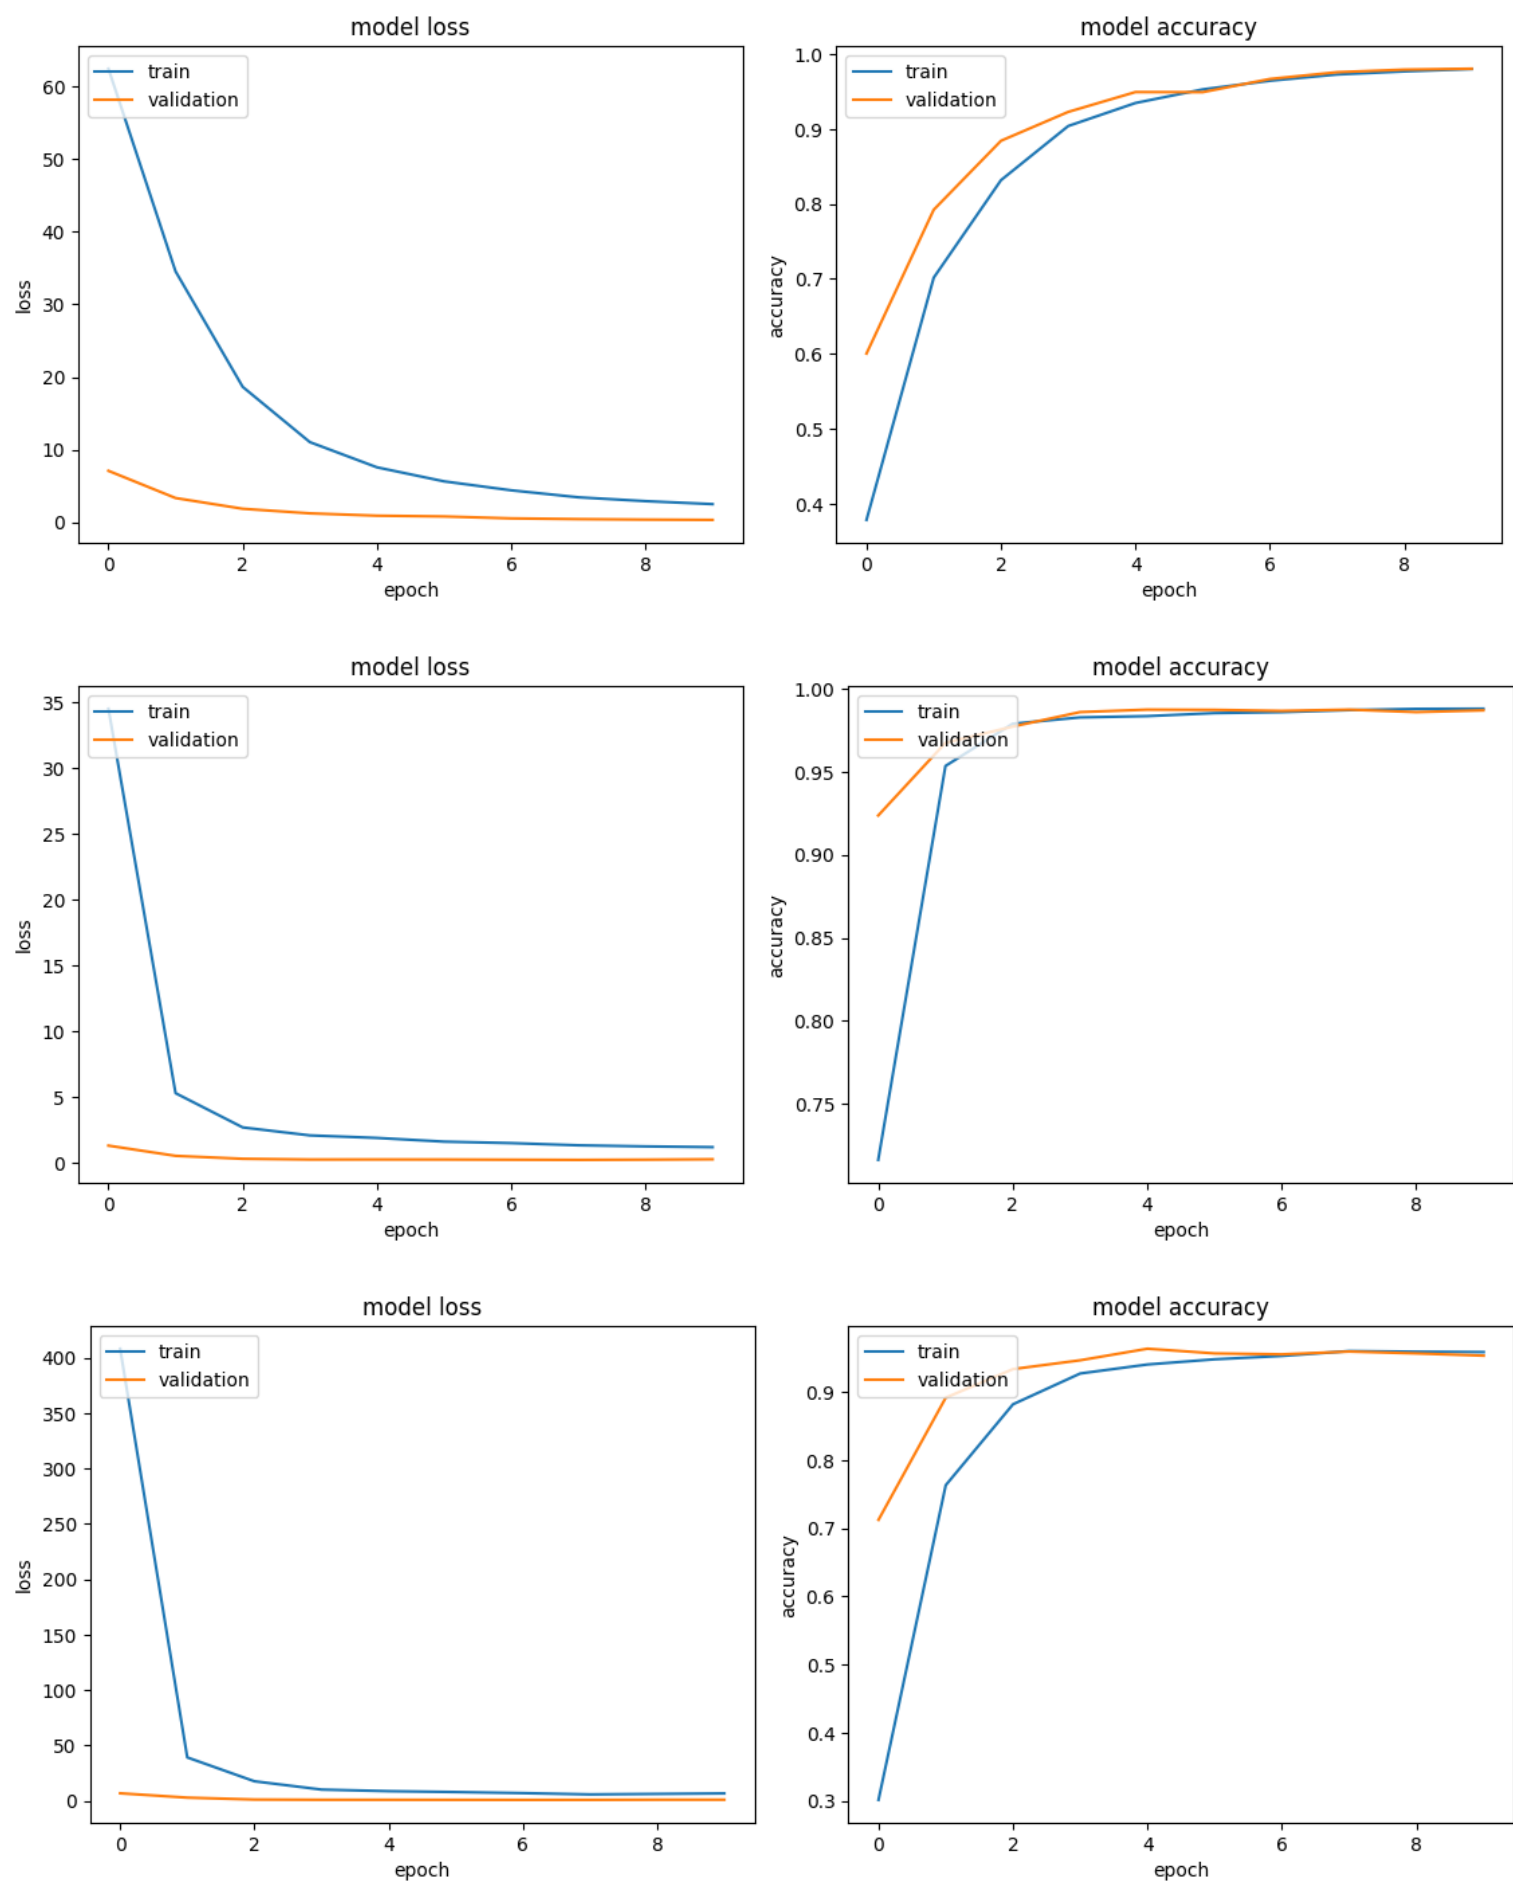 model loss
train
validation
60
50
40
30
20
10
0
loss
0 2 4 6 8
epoch
model accuracy
train
validation
1.0
0.9
0.8
0.7
0.6
0.5
0.4
accuracy
0 2 4 6 8
epoch
model loss
train
validation
35
30
25
20
15
10
5
0
loss
0 2 4 6 8
epoch
model accuracy
train
validation
1.00
0.95
0.90
0.85
0.80
0.75
accuracy
0 2 4 6 8
epoch
model loss
train
validation
400
350
300
250
200
150
100
50
0
loss
0 2 4 6 8
epoch
model accuracy
train
validation
0.9
0.8
0.7
0.6
0.5
0.4
0.3
accuracy
0 2 4 6 8
epoch